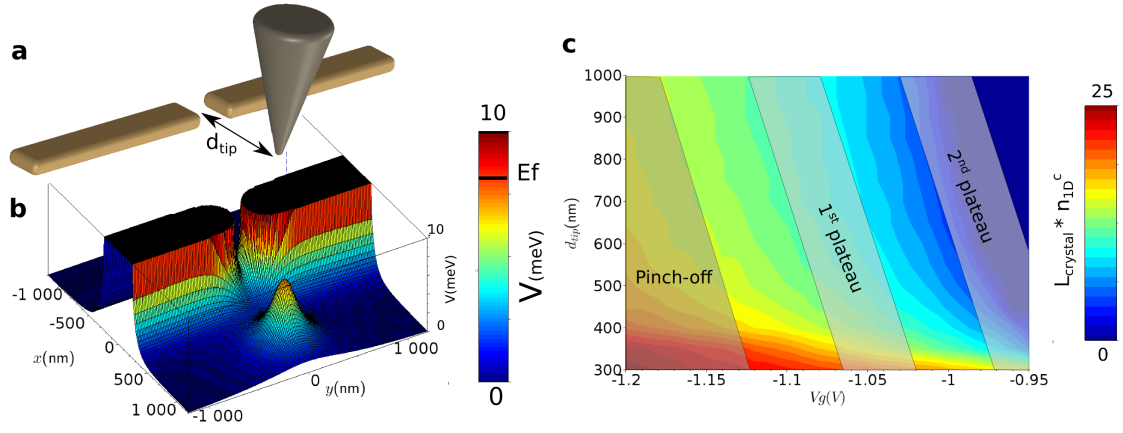 a
d_tip
b
10
Ef
V(meV)
0
10
V(meV)
0
-1 000
-500
0
500
1 000
x(nm)
-1 000
0
1 000
y(nm)
c
1000
900
800
700
600
500
400
300
d_tip(nm)
-1.2
-1.15
-1.1
-1.05
-1
-0.95
Vg(V)
Pinch-off
1st plateau
2nd plateau
25
L_crystal * n_1D^c
0